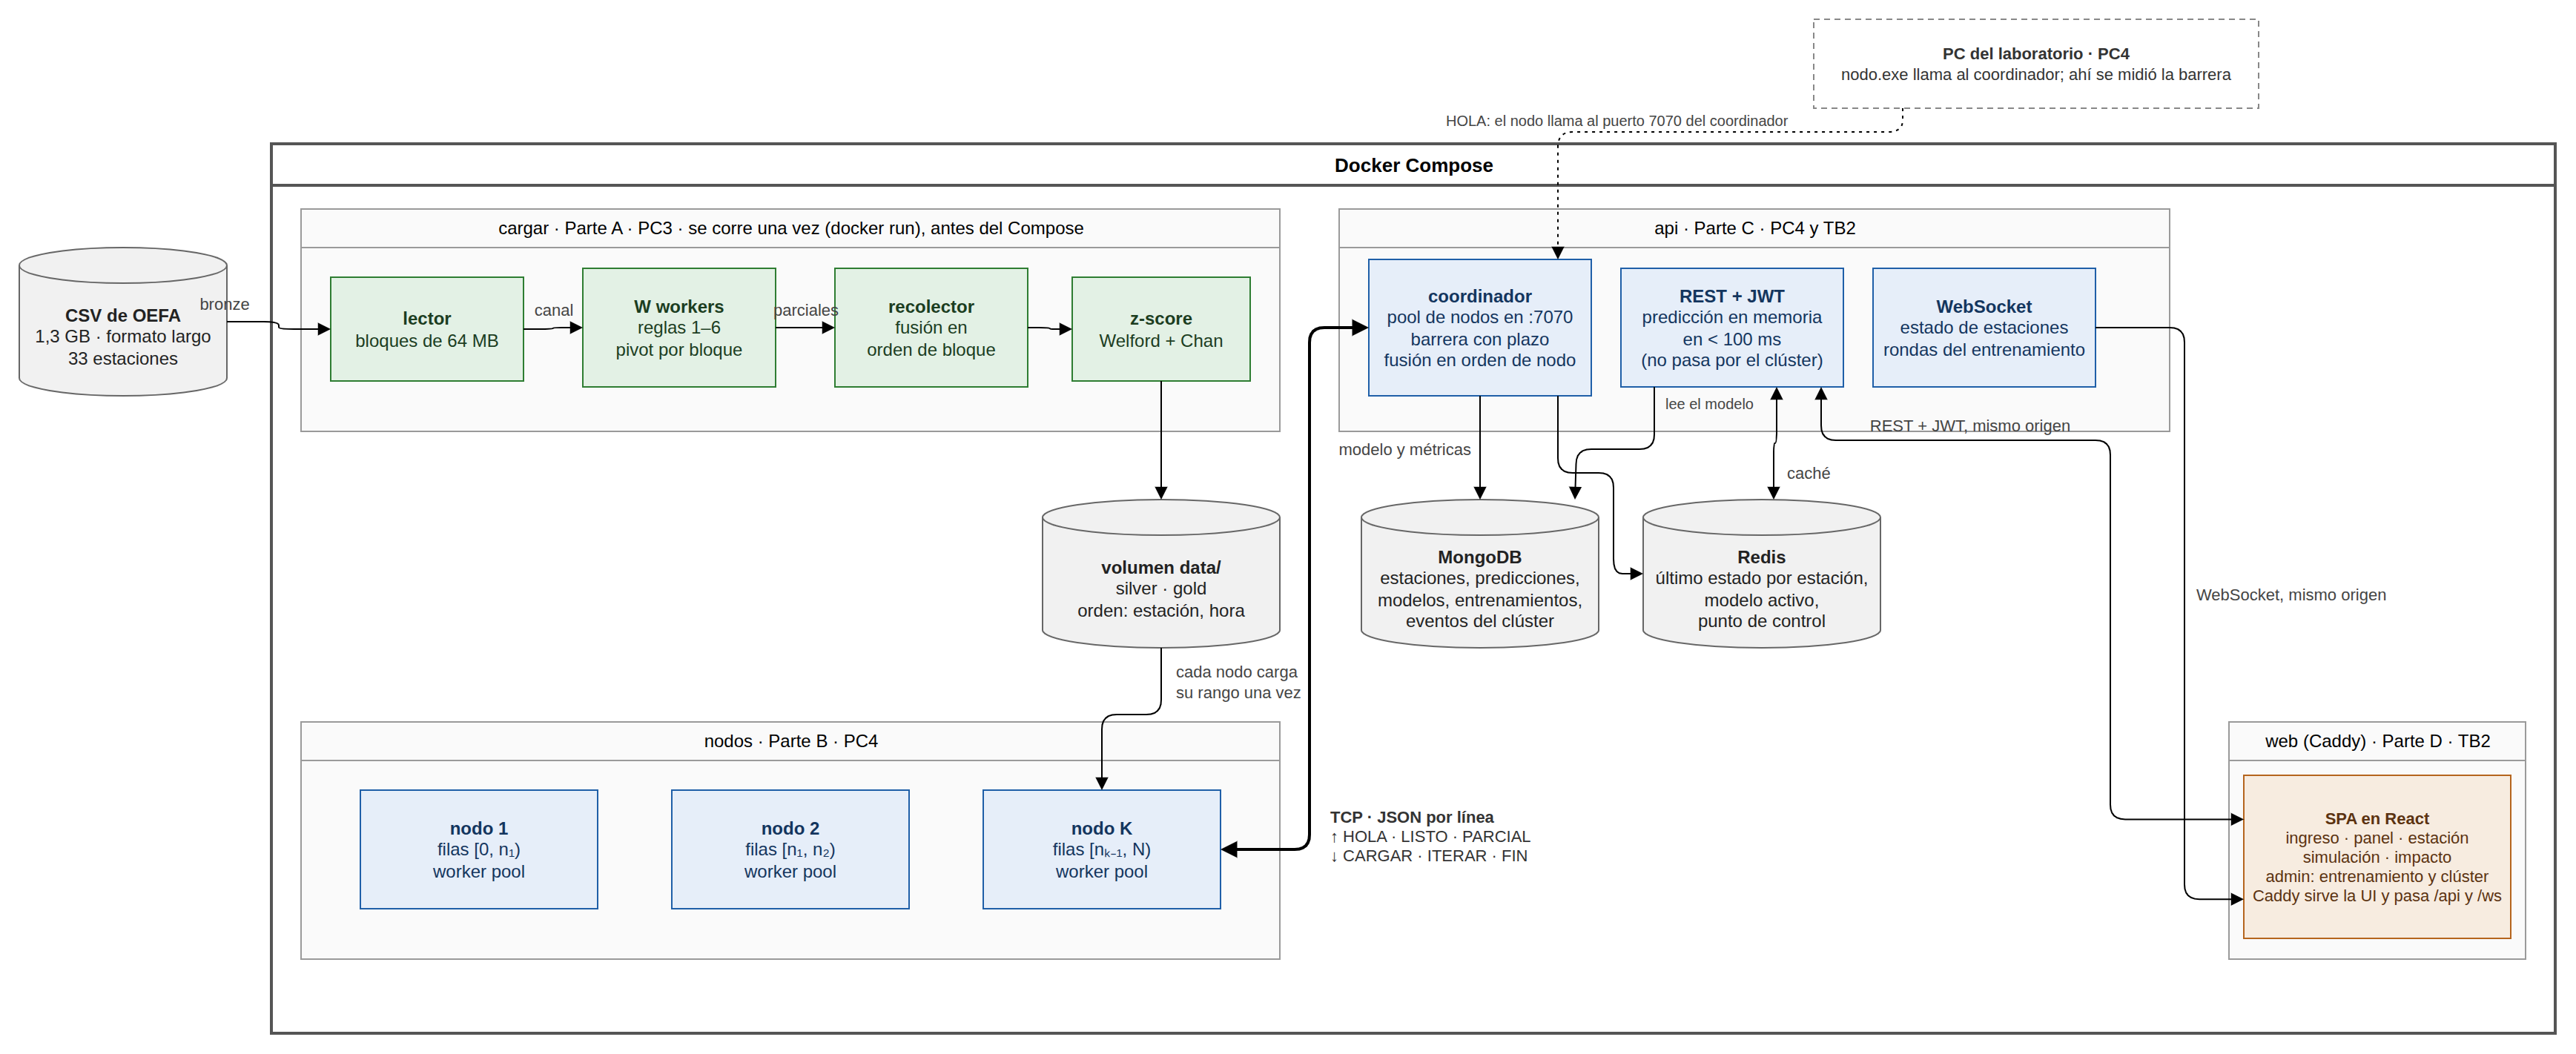 PC del laboratorio · PC4
nodo.exe llama al coordinador; ahí se midió la barrera
HOLA: el nodo llama al puerto 7070 del coordinador
Docker Compose
cargar · Parte A · PC3 · se corre una vez (docker run), antes del Compose
api · Parte C · PC4 y TB2
CSV de OEFA
1,3 GB · formato largo
33 estaciones
bronze
lector
bloques de 64 MB
canal
W workers
reglas 1–6
pivot por bloque
parciales
recolector
fusión en
orden de bloque
z-score
Welford + Chan
coordinador
pool de nodos en :7070
barrera con plazo
fusión en orden de nodo
REST + JWT
predicción en memoria
en < 100 ms
(no pasa por el clúster)
WebSocket
estado de estaciones
rondas del entrenamiento
lee el modelo
REST + JWT, mismo origen
modelo y métricas
caché
volumen data/
silver · gold
orden: estación, hora
MongoDB
estaciones, predicciones,
modelos, entrenamientos,
eventos del clúster
Redis
último estado por estación,
modelo activo,
punto de control
WebSocket, mismo origen
cada nodo carga
su rango una vez
nodos · Parte B · PC4
web (Caddy) · Parte D · TB2
nodo 1
filas [0, n₁)
worker pool
nodo 2
filas [n₁, n₂)
worker pool
nodo K
filas [nₖ₋₁, N)
worker pool
TCP · JSON por línea
↑ HOLA · LISTO · PARCIAL
↓ CARGAR · ITERAR · FIN
SPA en React
ingreso · panel · estación
simulación · impacto
admin: entrenamiento y clúster
Caddy sirve la UI y pasa /api y /ws